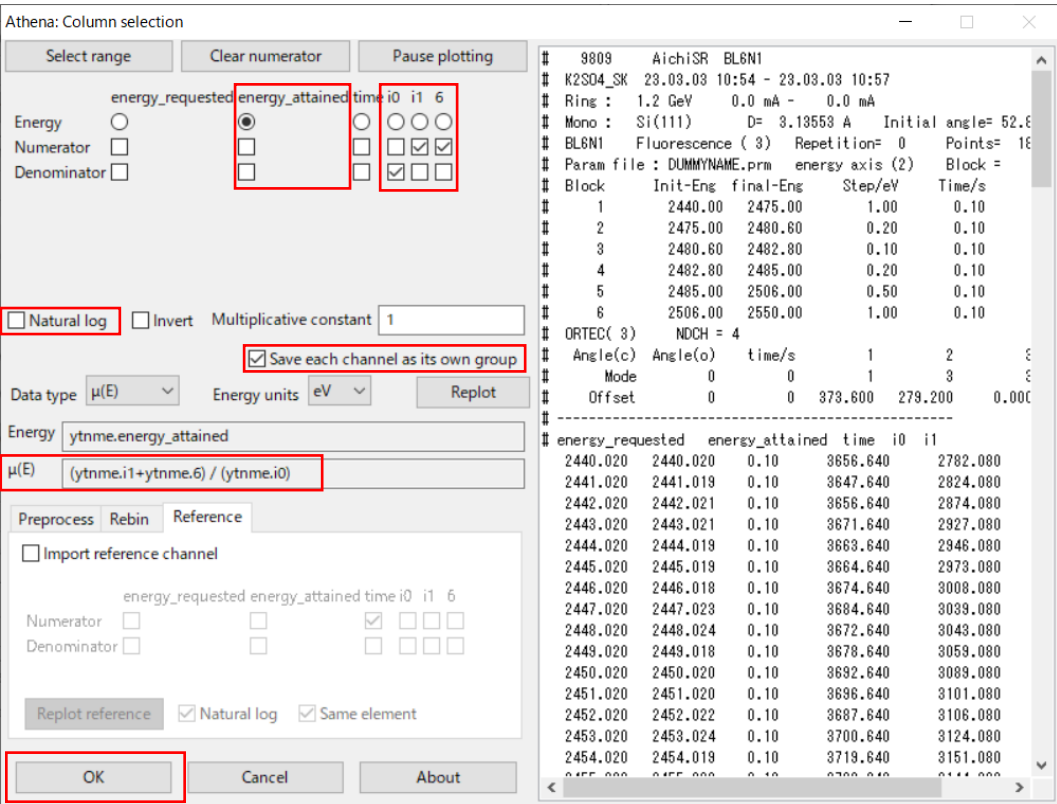 Athena: Column selection
Select range Clear numerator Pause plotting
energy_requested energy_attained time i0 i1 6
Energy
Numerator
Denominator
Natural log Invert Multiplicative constant 1
Save each channel as its own group
Data type μ(E) Energy units eV Replot
Energy ytnme.energy_attained
μ(E) (ytnme.i1+ytnme.6) / (ytnme.i0)
Preprocess Rebin Reference
Import reference channel
energy_requested energy_attained time i0 i1 6
Numerator
Denominator
Replot reference Natural log Same element
OK Cancel About
# 9809 AichiSR BL6N1
# K2SO4_SK 23.03.03 10:54 - 23.03.03 10:57
# Ring : 1.2 GeV 0.0 mA - 0.0 mA
# Mono : Si(111) D= 3.13553 A Initial angle= 52.8
# BL6N1 Fluorescence ( 3) Repetition= 0 Points= 18
# Param file : DUMMYNAME.prm energy axis (2) Block =
# Block Init-Eng final-Eng Step/eV Time/s
# 1 2440.00 2475.00 1.00 0.10
# 2 2475.00 2480.60 0.20 0.10
# 3 2480.60 2482.80 0.10 0.10
# 4 2482.80 2485.00 0.20 0.10
# 5 2485.00 2506.00 0.50 0.10
# 6 2506.00 2550.00 1.00 0.10
# ORTEC( 3) NDCH = 4
# Angle(c) Angle(o) time/s 1 2
# Mode 0 0 1 3
# Offset 0 0 373.600 279.200 0.000
# --------------------------------------------------
# energy_requested energy_attained time i0 i1
2440.020 2440.020 0.10 3656.640 2782.080
2441.020 2441.019 0.10 3647.640 2824.080
2442.020 2442.021 0.10 3656.640 2874.080
2443.020 2443.021 0.10 3671.640 2927.080
2444.020 2444.019 0.10 3663.640 2946.080
2445.020 2445.019 0.10 3664.640 2973.080
2446.020 2446.018 0.10 3674.640 3008.080
2447.020 2447.023 0.10 3684.640 3039.080
2448.020 2448.024 0.10 3672.640 3043.080
2449.020 2449.018 0.10 3678.640 3059.080
2450.020 2450.020 0.10 3692.640 3089.080
2451.020 2451.020 0.10 3696.640 3101.080
2452.020 2452.022 0.10 3687.640 3106.080
2453.020 2453.024 0.10 3700.640 3124.080
2454.020 2454.019 0.10 3719.640 3151.080